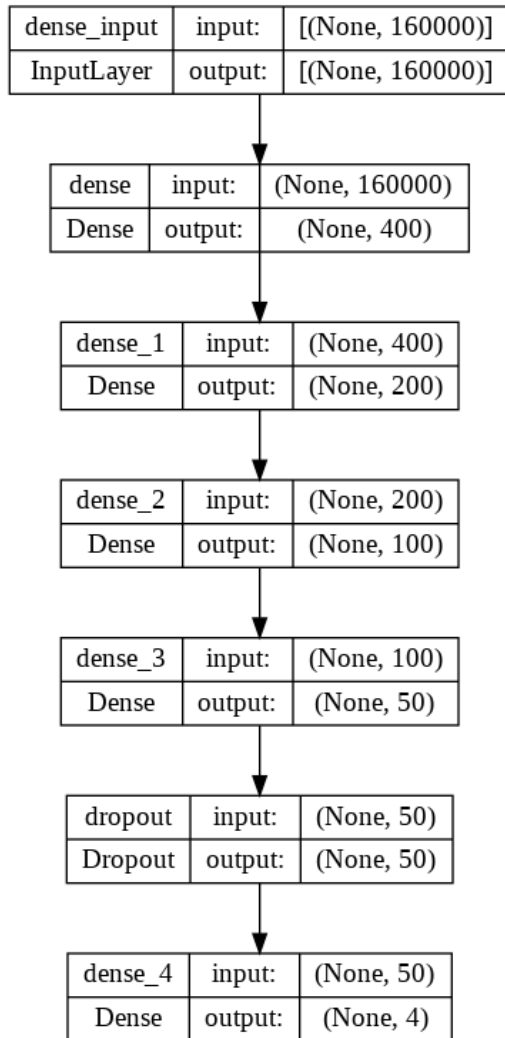 dense_input input: [(None, 160000)]
InputLayer output: [(None, 160000)]
dense input: (None, 160000)
Dense output: (None, 400)
dense_1 input: (None, 400)
Dense output: (None, 200)
dense_2 input: (None, 200)
Dense output: (None, 100)
dense_3 input: (None, 100)
Dense output: (None, 50)
dropout input: (None, 50)
Dropout output: (None, 50)
dense_4 input: (None, 50)
Dense output: (None, 4)